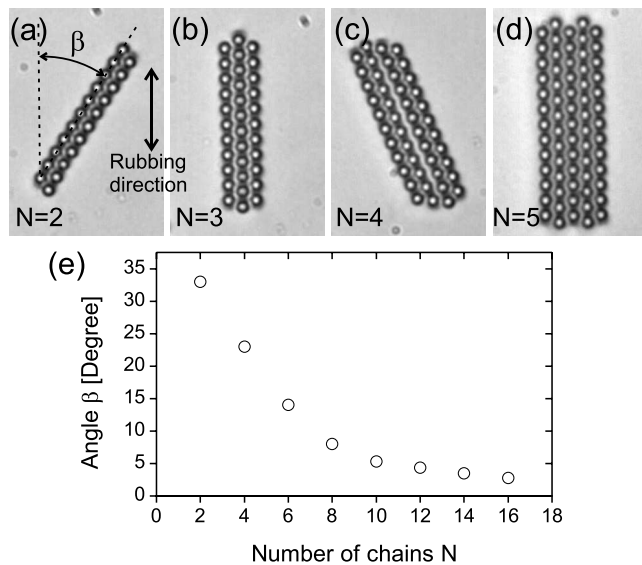 (a)
β
Rubbing
direction
N=2
(b)
N=3
(c)
N=4
(d)
N=5
(e)
Angle β [Degree]
35
30
25
20
15
10
5
0
0 2 4 6 8 10 12 14 16 18
Number of chains N